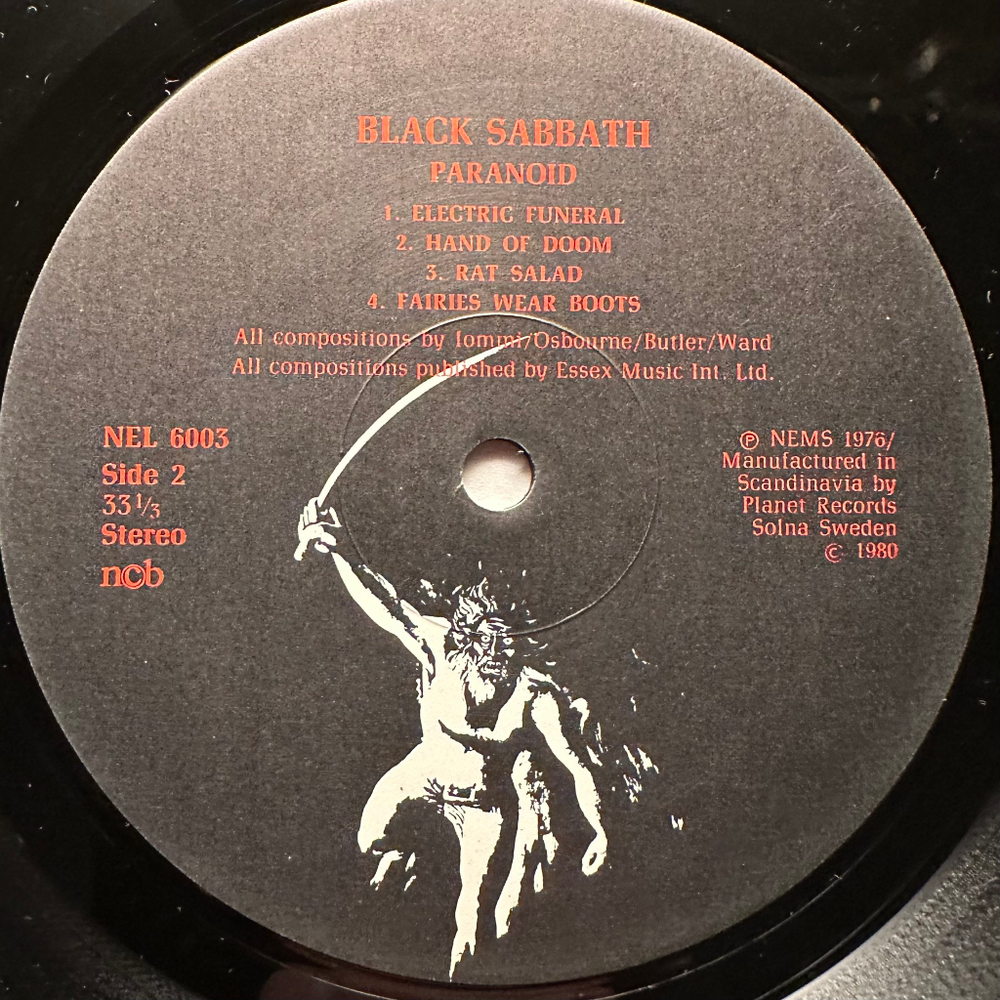 BLACK SABBATH
PARANOID
1. ELECTRIC FUNERAL
2. HAND OF DOOM
3. RAT SALAD
4. FAIRIES WEAR BOOTS
All compositions by Iommi/Osbourne/Butler/Ward
All compositions published by Essex Music Int. Ltd.
NEL 6003
Side 2
33 1/3
Stereo
n©b
℗ NEMS 1976/
Manufactured in
Scandinavia by
Planet Records
Solna Sweden
© 1980